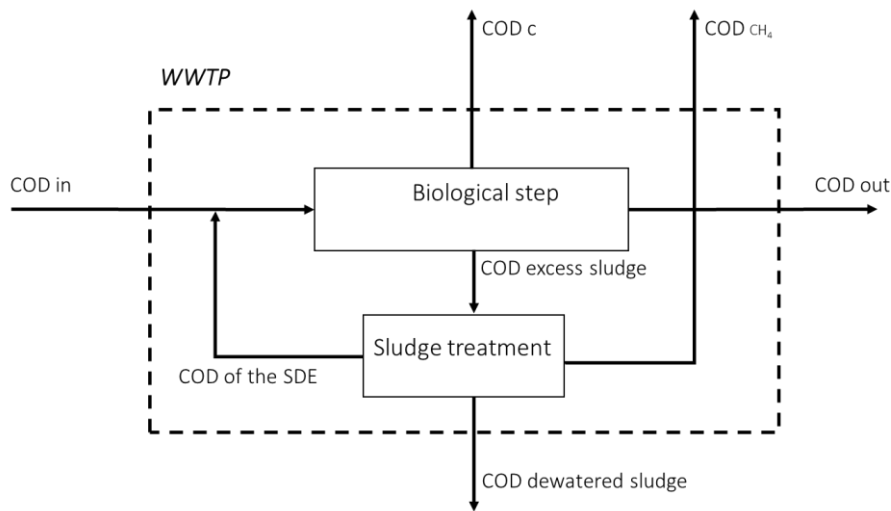 COD c
COD CH₄
WWTP
COD in
Biological step
COD out
COD excess sludge
Sludge treatment
COD of the SDE
COD dewatered sludge